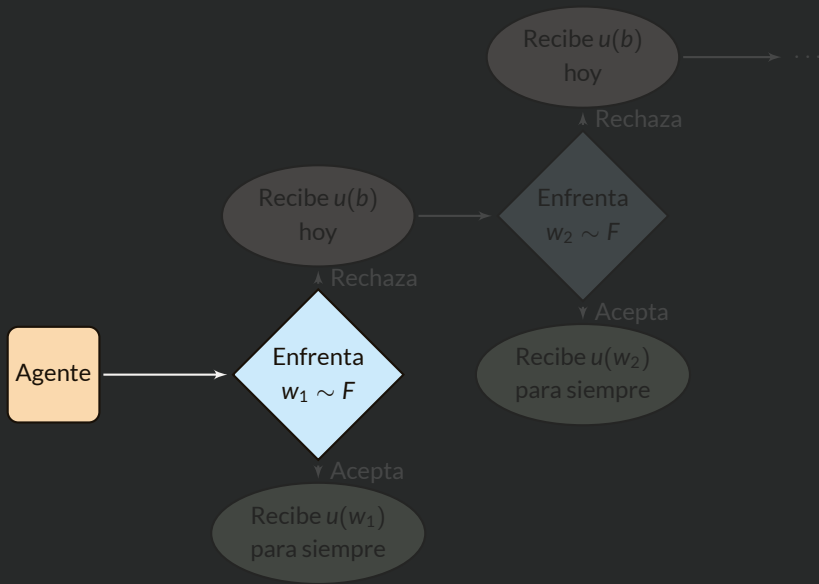 Recibe u(b)
hoy
Rechaza
Recibe u(b)
hoy
Enfrenta
w₂ ∼ F
Rechaza
Acepta
Agente
Enfrenta
w₁ ∼ F
Recibe u(w₂)
para siempre
Acepta
Recibe u(w₁)
para siempre